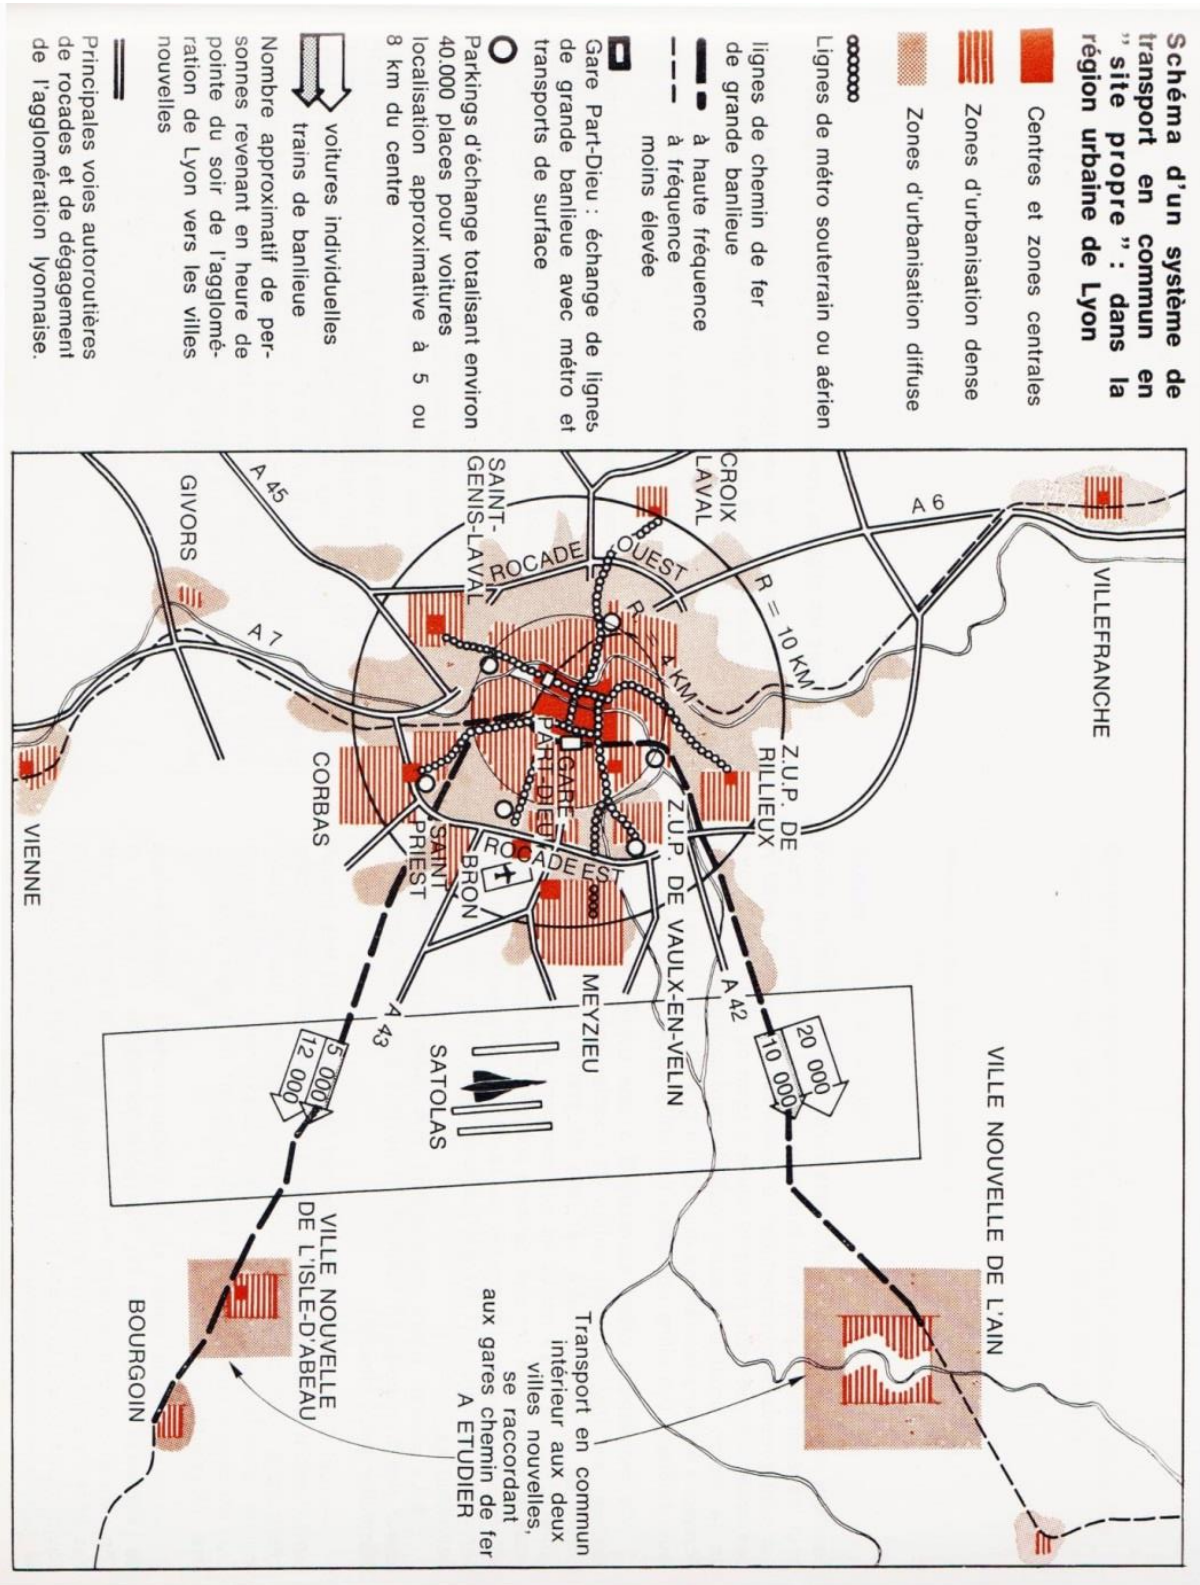 Schéma d'un système de
transport en commun en
" site propre " : dans la
région urbaine de Lyon
Centres et zones centrales
Zones d'urbanisation dense
Zones d'urbanisation diffuse
Lignes de métro souterrain ou aérien
lignes de chemin de fer
de grande banlieue
à haute fréquence
à fréquence
moins élevée
Gare Part-Dieu : échange de lignes
de grande banlieue avec métro et
transports de surface
Parkings d'échange totalisant environ
40.000 places pour voitures
localisation approximative à 5 ou
8 km du centre
voitures individuelles
trains de banlieue
Nombre approximatif de per-
sonnes revenant en heure de
pointe du soir de l'agglomé-
ration de Lyon vers les villes
nouvelles
Principales voies autoroutières
de rocades et de dégagement
de l'agglomération lyonnaise.
VILLEFRANCHE
A 6
CROIX
LAVAL
R = 10 KM
ROCADE OUEST
R. = 4 KM
SAINT-
GENIS-LAVAL
A 45
GIVORS
A 7
Z.U.P. DE
RILLIEUX
Z.U.P. DE VAULX-EN-VELIN
GARE
PART-DIEU
ROCADE EST
BRON
SAINT
PRIEST
CORBAS
VIENNE
MEYZIEU
A 42
A 43
SATOLAS
20 000
10 000
5 000
12 000
VILLE NOUVELLE DE L'AIN
VILLE NOUVELLE
DE L'ISLE-D'ABEAU
BOURGOIN
Transport en commun
intérieur aux deux
villes nouvelles,
se raccordant
aux gares chemin de fer
A ETUDIER